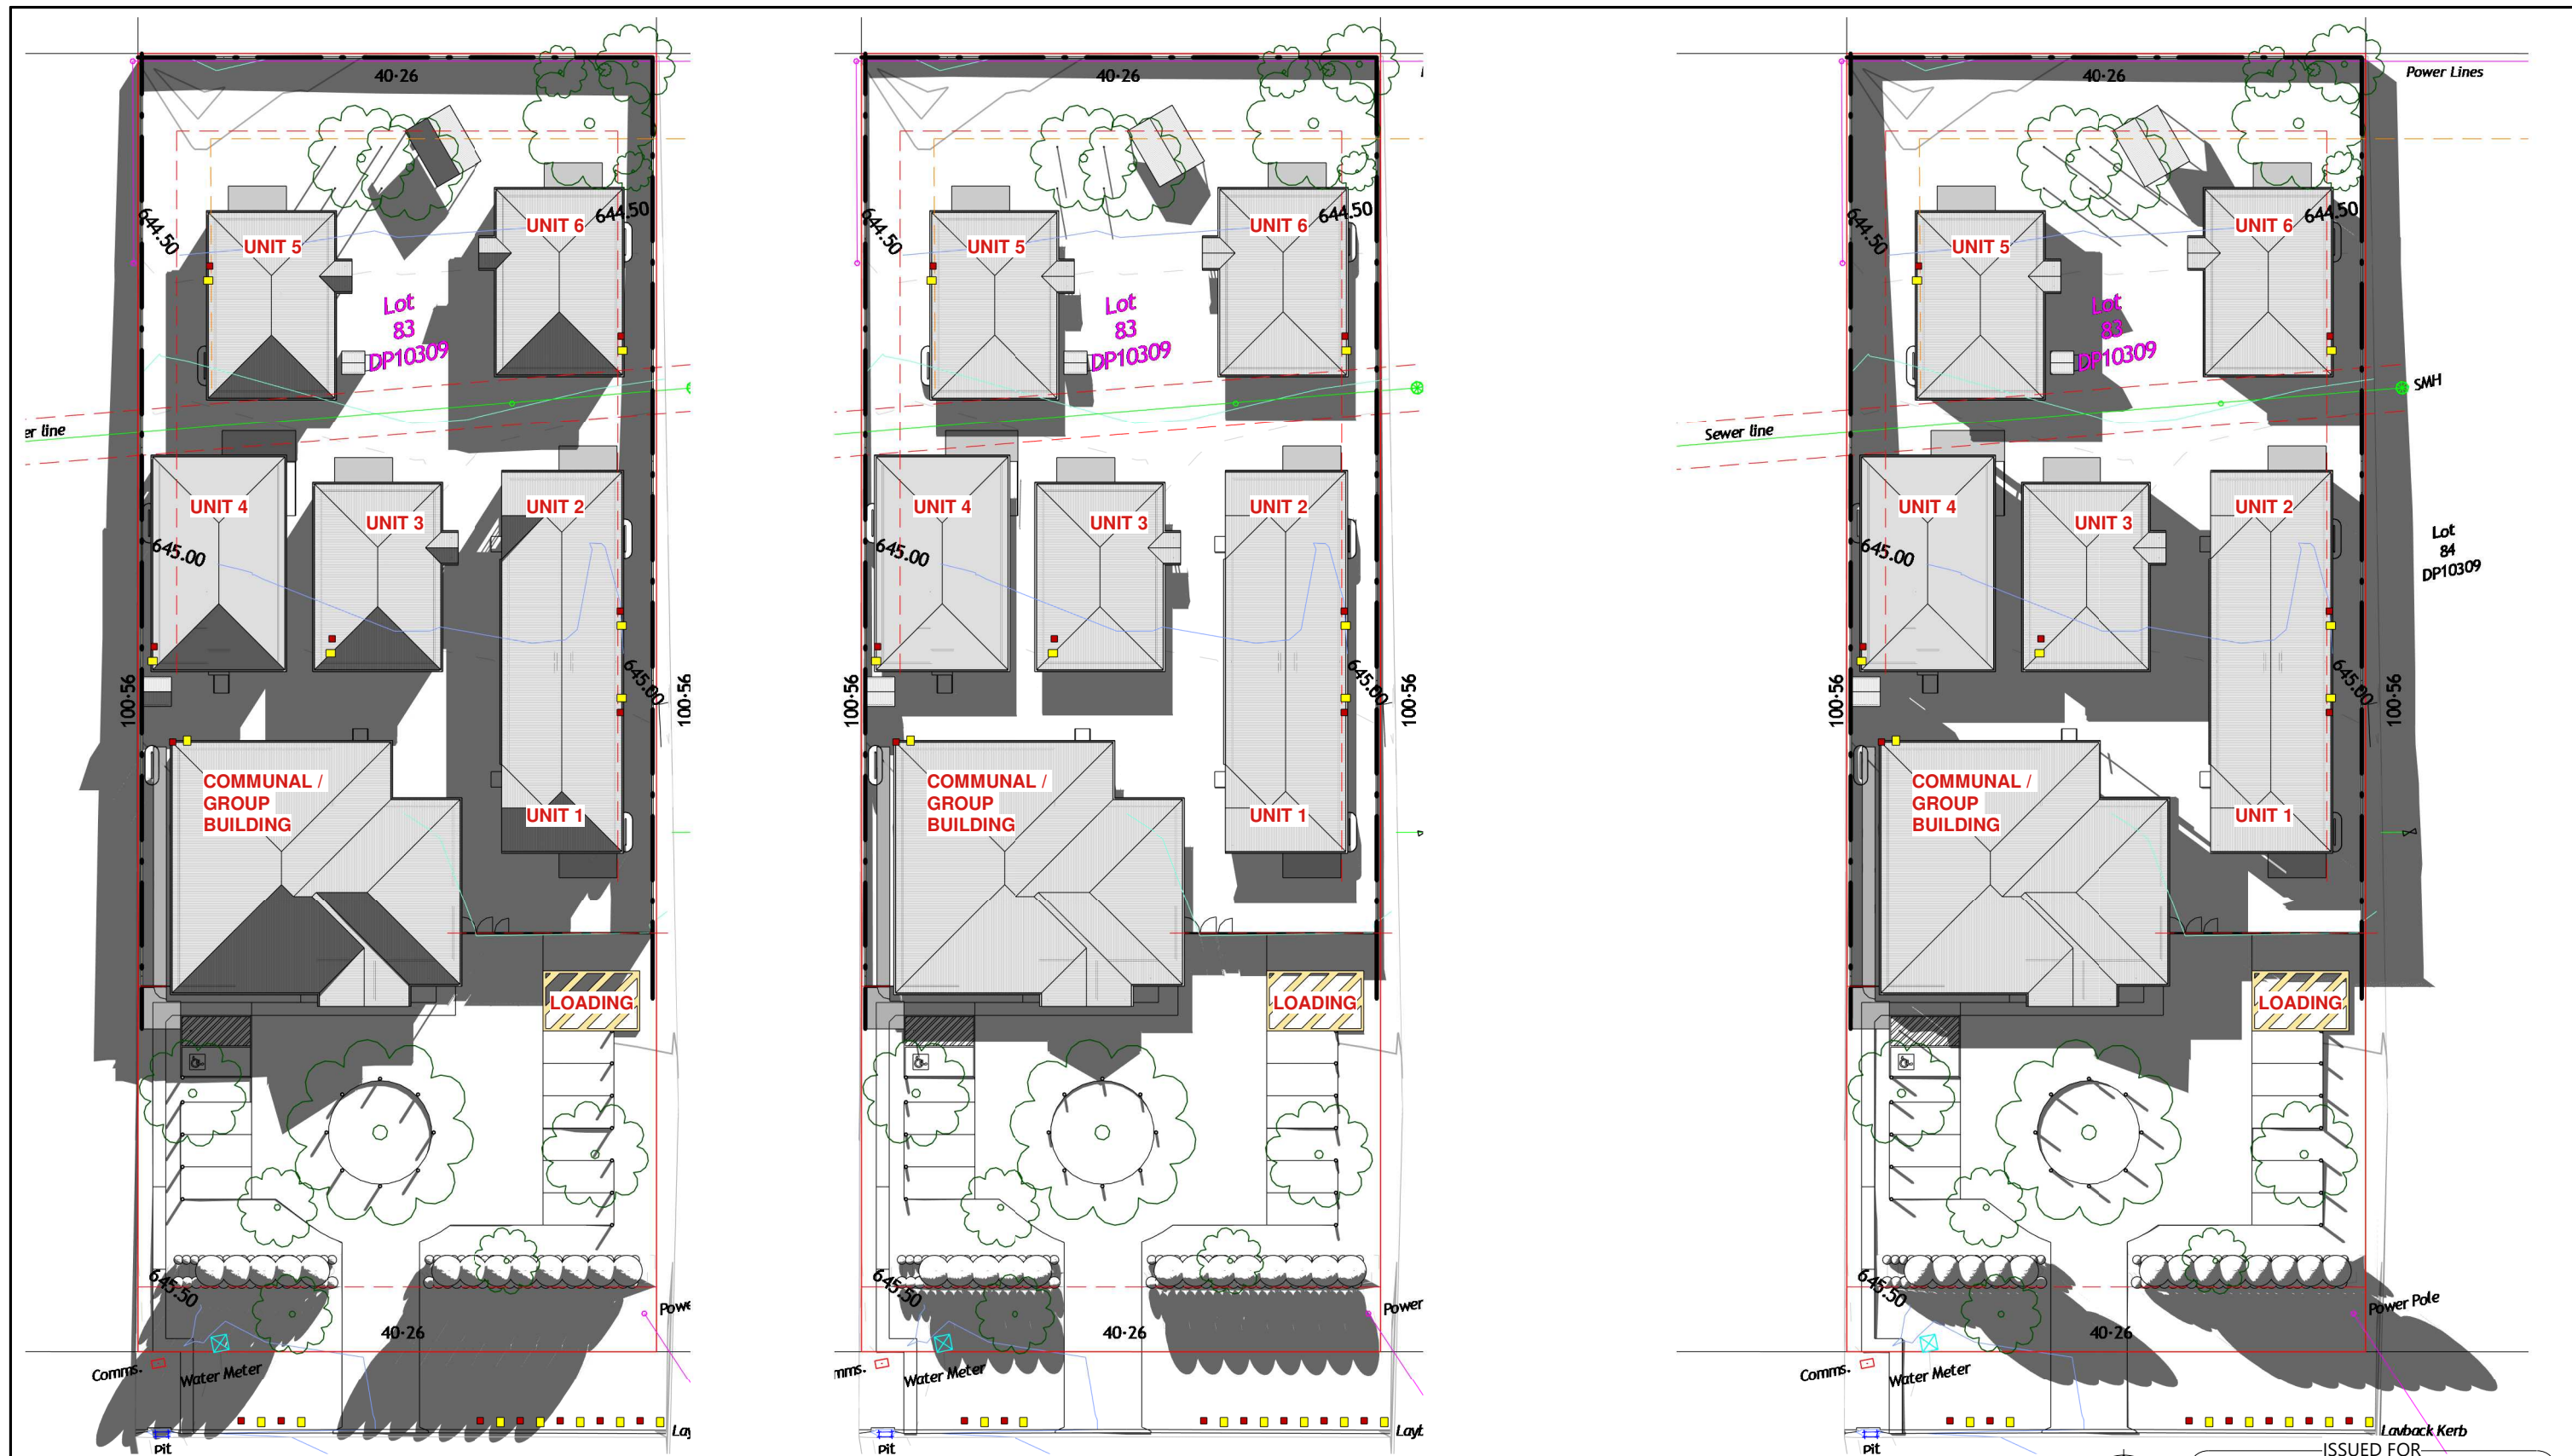 40·26
644.50
UNIT 5
UNIT 6
644.50
Lot
83
DP10309
er line
UNIT 4
UNIT 3
UNIT 2
645.00
645.00
100·56
100·56
COMMUNAL /
GROUP
BUILDING
UNIT 1
LOADING
645.50
40·26
Powe
Comms.
Water Meter
Pit
Lay
40·26
644.50
UNIT 5
UNIT 6
644.50
Lot
83
DP10309
UNIT 4
UNIT 3
UNIT 2
645.00
645.00
100·56
100·56
COMMUNAL /
GROUP
BUILDING
UNIT 1
LOADING
645.50
40·26
Power
mms.
Water Meter
Pit
Layb
40·26
Power Lines
644.50
UNIT 5
UNIT 6
644.50
Lot
83
DP10309
SMH
Sewer line
UNIT 4
UNIT 3
UNIT 2
Lot
84
DP10309
645.00
645.00
100·56
100·56
COMMUNAL /
GROUP
BUILDING
UNIT 1
LOADING
645.50
40·26
Power Pole
Comms.
Water Meter
Pit
Layback Kerb
ISSUED FOR